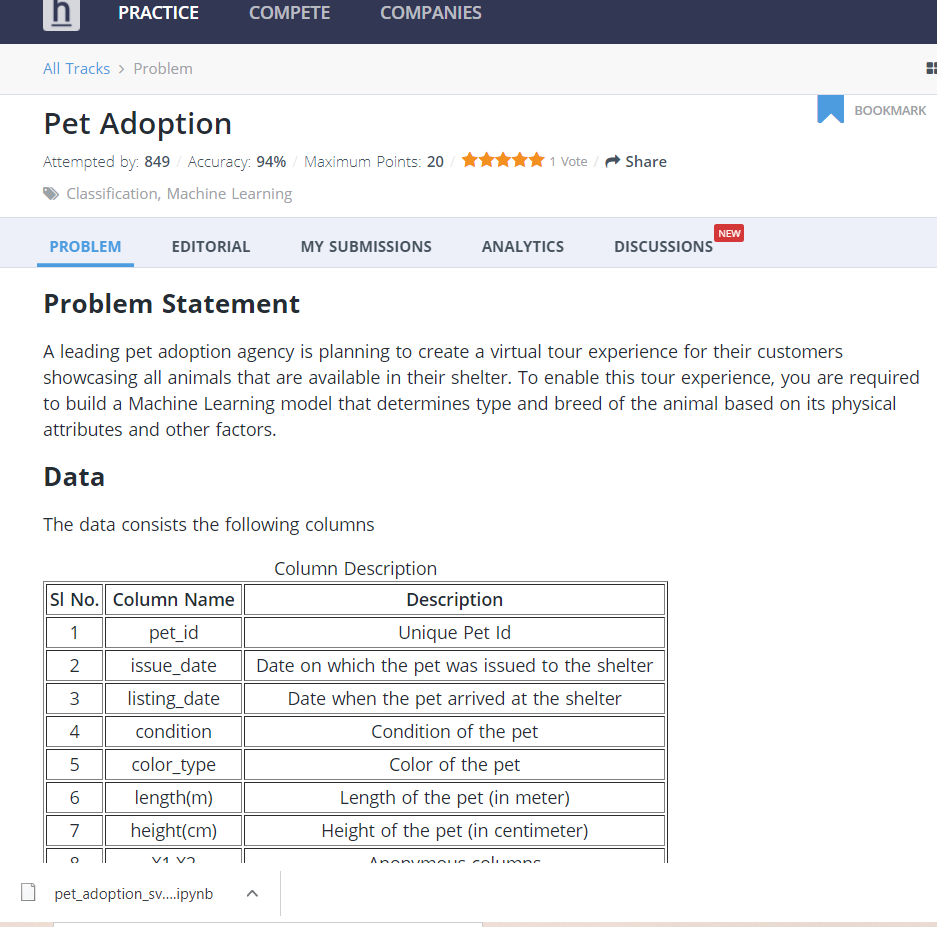 h PRACTICE COMPETE COMPANIES
All Tracks > Problem
Pet Adoption
BOOKMARK
Attempted by: 849 / Accuracy: 94% / Maximum Points: 20 / 1 Vote / Share
Classification, Machine Learning
PROBLEM EDITORIAL MY SUBMISSIONS ANALYTICS DISCUSSIONS NEW
Problem Statement
A leading pet adoption agency is planning to create a virtual tour experience for their customers
showcasing all animals that are available in their shelter. To enable this tour experience, you are required
to build a Machine Learning model that determines type and breed of the animal based on its physical
attributes and other factors.
Data
The data consists the following columns
Column Description
Sl No. Column Name Description
1 pet_id Unique Pet Id
2 issue_date Date on which the pet was issued to the shelter
3 listing_date Date when the pet arrived at the shelter
4 condition Condition of the pet
5 color_type Color of the pet
6 length(m) Length of the pet (in meter)
7 height(cm) Height of the pet (in centimeter)
8 X1,X2 Anonymous columns
pet_adoption_sv....ipynb